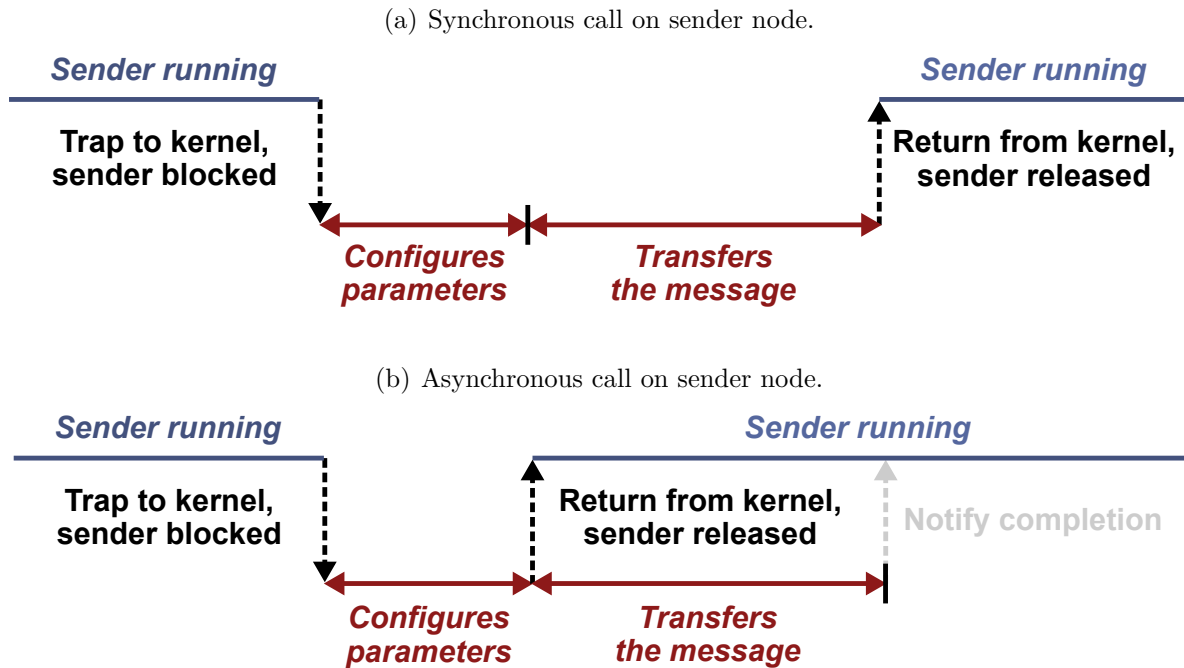 (a) Synchronous call on sender node.
Sender running
Sender running
Trap to kernel,
sender blocked
Return from kernel,
sender released
Configures
parameters
Transfers
the message
(b) Asynchronous call on sender node.
Sender running
Sender running
Trap to kernel,
sender blocked
Return from kernel,
sender released
Notify completion
Configures
parameters
Transfers
the message